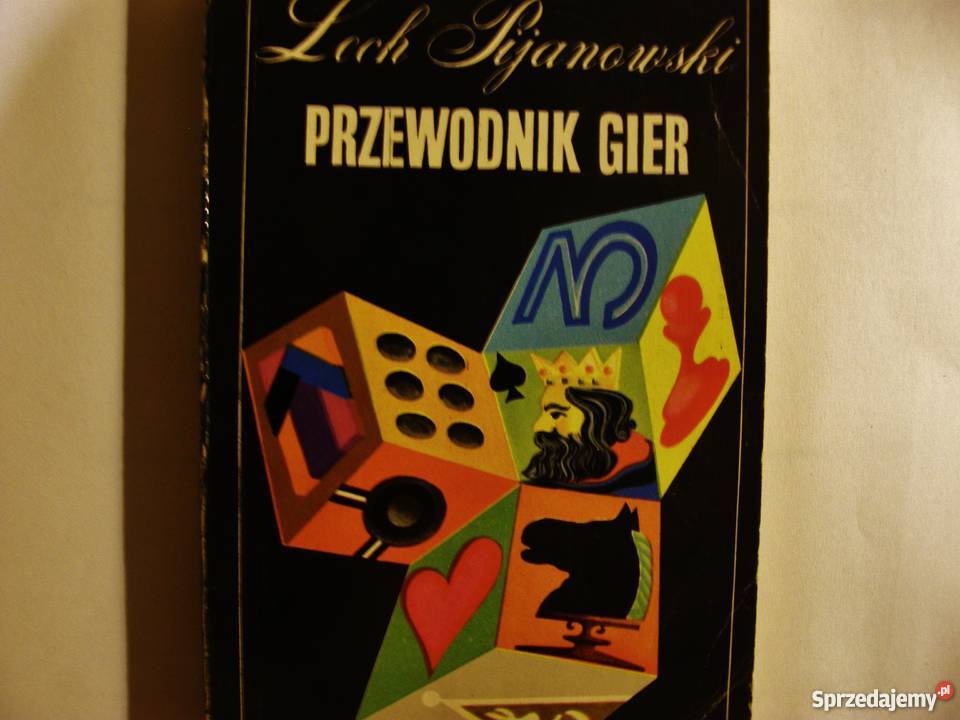 Lech Pijanowski
PRZEWODNIK GIER
Sprzedajemy.pl